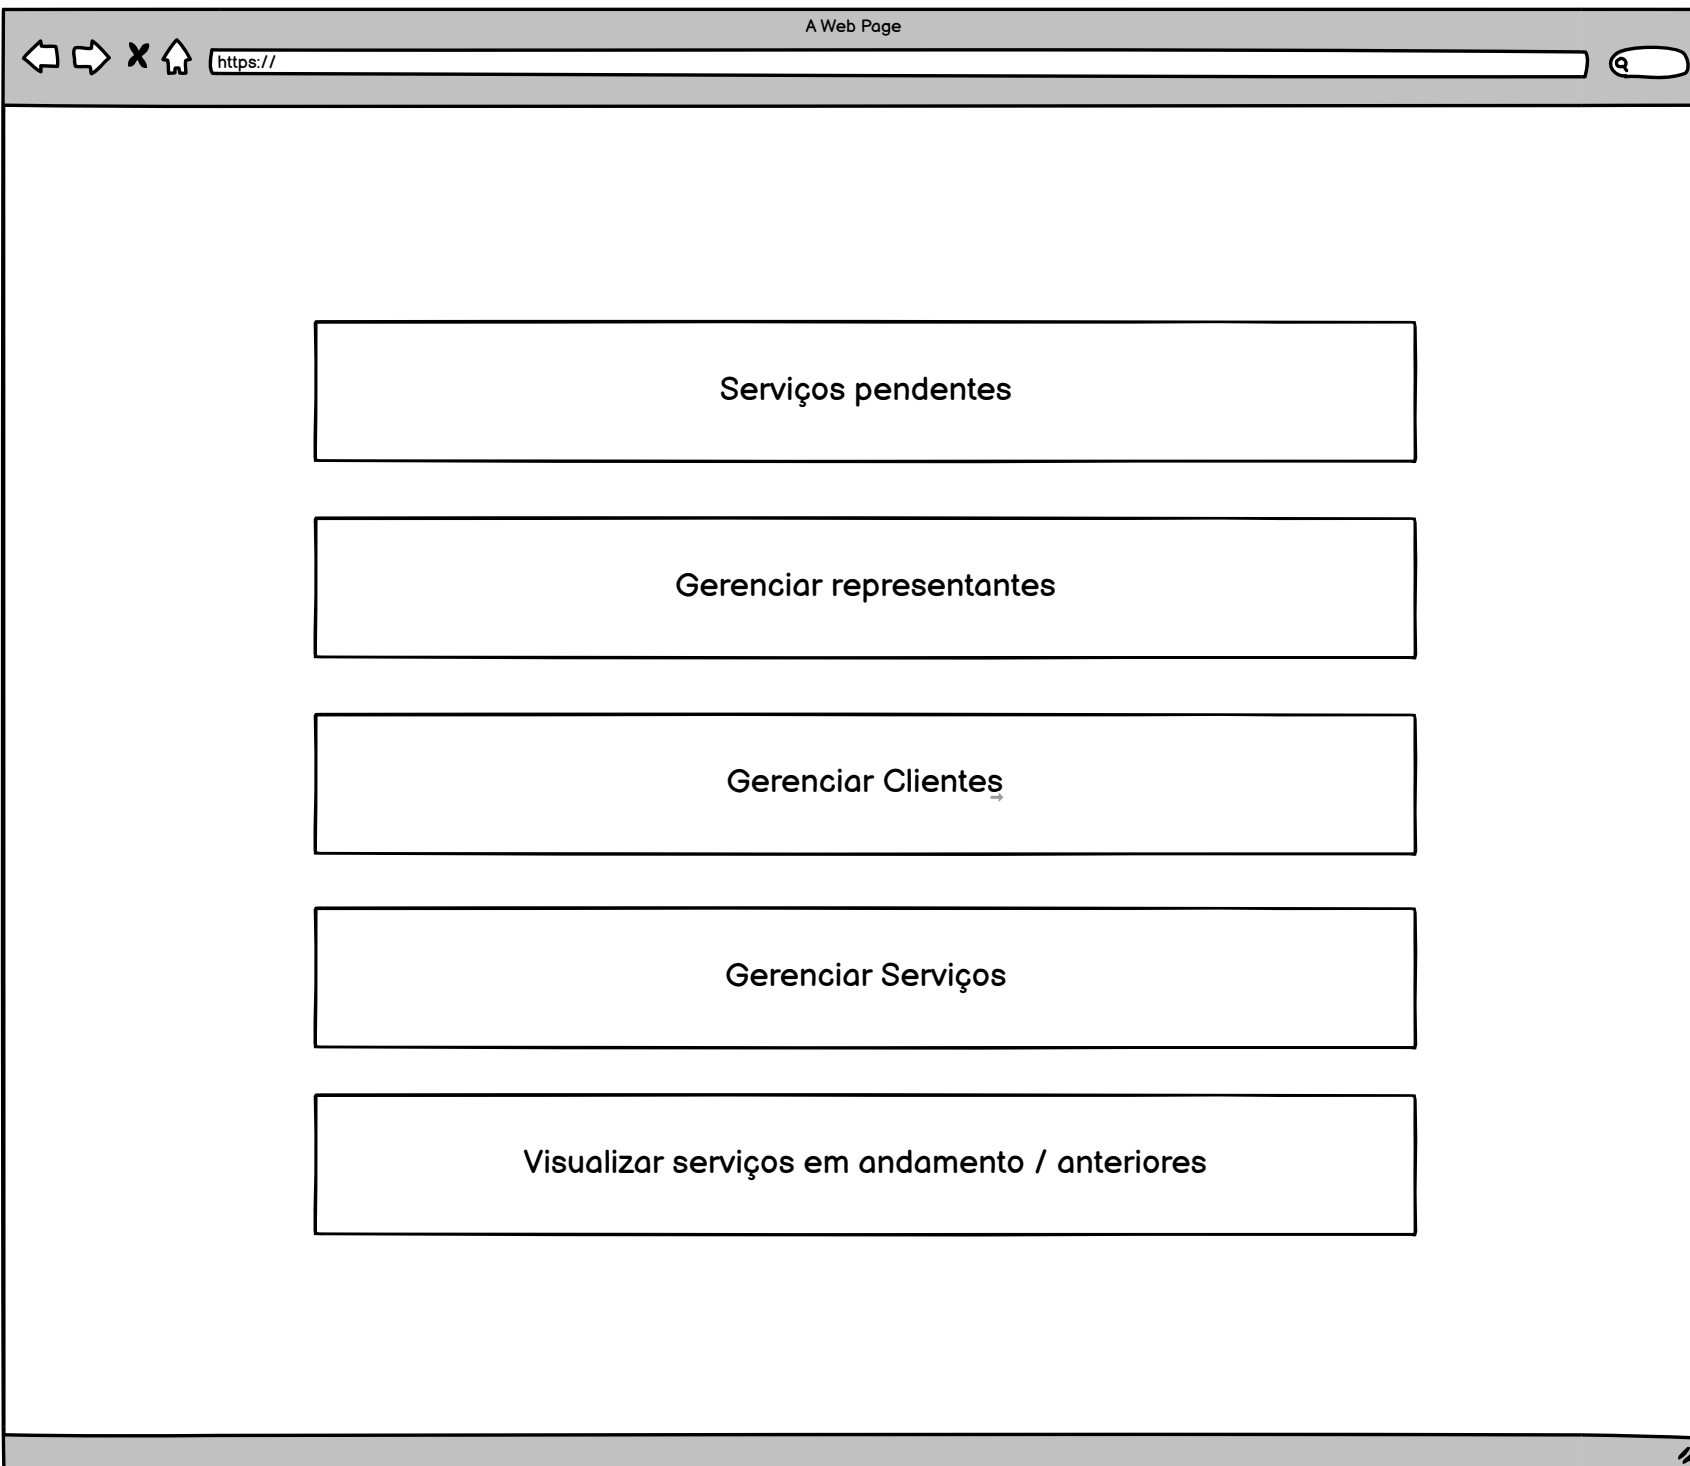 A Web Page
https://
Serviços pendentes
Gerenciar representantes
Gerenciar Clientes
Gerenciar Serviços
Visualizar serviços em andamento / anteriores